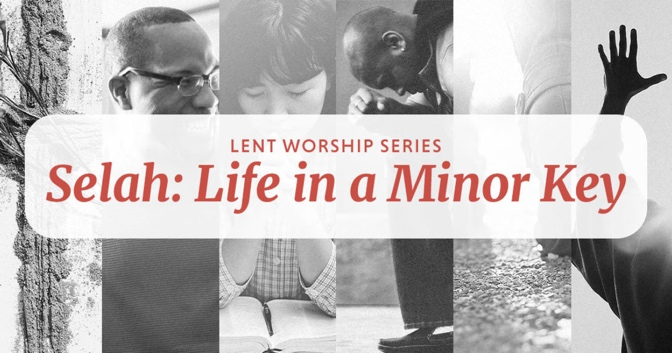 LENT WORSHIP SERIES
Selah: Life in a Minor Key